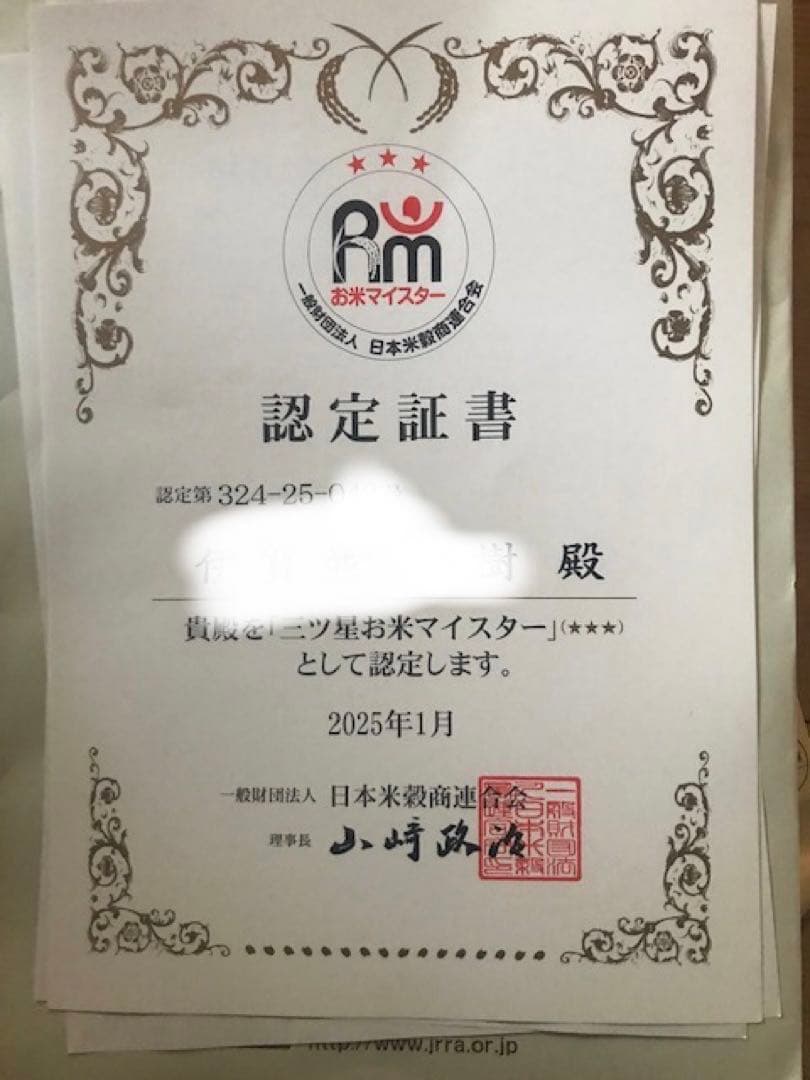 ★★★
Rm
お米マイスター
一般財団法人 日本米穀商連合会
認定証書
認定第 324-25-0
樹 殿
貴殿を「三ツ星お米マイスター」(★★★)
として認定します。
2025年1月
一般財団法人 日本米穀商連合会
理事長 山﨑政治
http://www.jrra.or.jp